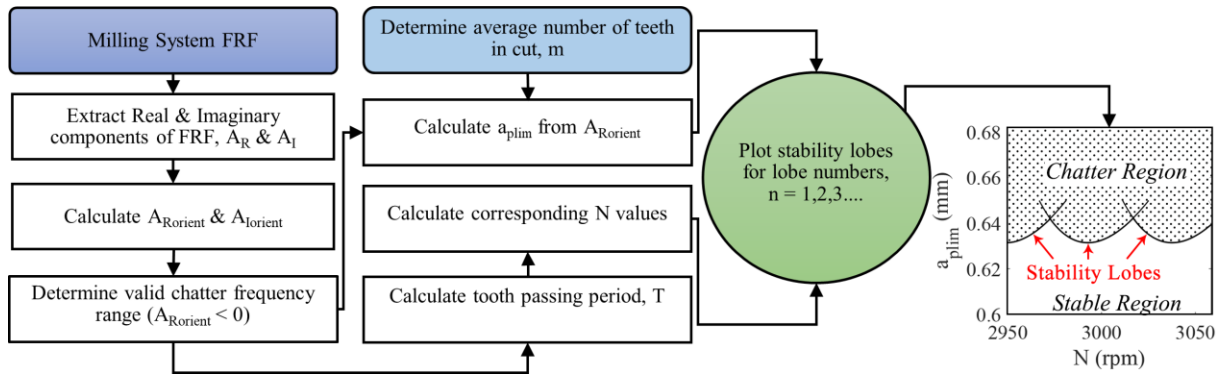 Milling System FRF
Extract Real & Imaginary
components of FRF, A_R & A_I
Calculate A_Rorient & A_Iorient
Determine valid chatter frequency
range (A_Rorient < 0)
Determine average number of teeth
in cut, m
Calculate a_plim from A_Rorient
Calculate corresponding N values
Calculate tooth passing period, T
Plot stability lobes
for lobe numbers,
n = 1,2,3....
0.68
0.66
0.64
0.62
0.6
a_plim (mm)
Chatter Region
Stability Lobes
Stable Region
2950
3000
3050
N (rpm)